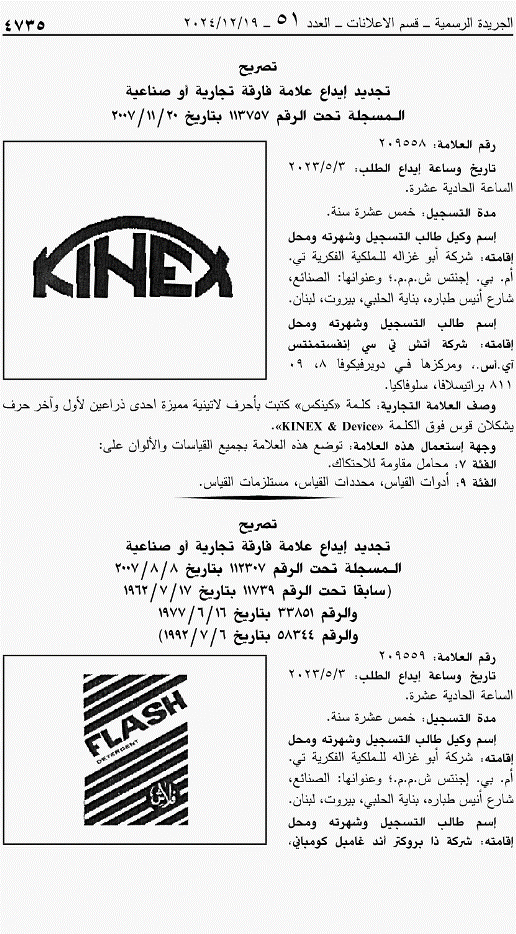 الجريدة الرسمية ـ قسم الاعلانات ـ العدد ٥١ ـ ٢٠٢٤/١٢/١٩
٤٧٣٥
تصريح
تجديد إيداع علامة فارقة تجارية أو صناعية
المسجلة تحت الرقم ١١٣٧٥٧ بتاريخ ٢٠٠٧/١١/٢٠
KINEX
رقم العلامة: ٢٠٩٥٥٨
تاريخ وساعة إيداع الطلب: ٢٠٢٣/٥/٣
الساعة الحادية عشرة.
مدة التسجيل: خمس عشرة سنة.
إسم وكيل طالب التسجيل وشهرته ومحل
إقامته: شركة أبو غزاله للملكية الفكرية تي.
أم. بي. إجنتس ش.م.م.؛ وعنوانها: الصنائع،
شارع أنيس طباره، بناية الحلبي، بيروت، لبنان.
إسم طالب التسجيل وشهرته ومحل
إقامته: شركة أتش تي سي إنفستمنتس
آي.أس.، ومركزها في دوبرفيكوفا ٨، ٠٩
٨١١ براتيسلافا، سلوفاكيا.
وصف العلامة التجارية: كلمة «كينكس» كتبت بأحرف لاتينية مميزة احدى ذراعين لأول وآخر حرف
يشكلان قوس فوق الكلمة «KINEX & Device».
وجهة إستعمال هذه العلامة: توضع هذه العلامة بجميع القياسات والألوان على:
الفئة ٧: محامل مقاومة للاحتكاك.
الفئة ٩: أدوات القياس، محددات القياس، مستلزمات القياس.
تصريح
تجديد إيداع علامة فارقة تجارية أو صناعية
المسجلة تحت الرقم ١١٢٣٠٧ بتاريخ ٢٠٠٧/٨/٨
(سابقا تحت الرقم ١١٧٣٩ بتاريخ ١٩٦٢/٧/١٧
والرقم ٣٣٨٥١ بتاريخ ١٩٧٧/٦/١٦
والرقم ٥٨٣٤٤ بتاريخ ١٩٩٢/٧/٦)
FLASH
DETERGENT
فلاش
رقم العلامة: ٢٠٩٥٥٩
تاريخ وساعة إيداع الطلب: ٢٠٢٣/٥/٣
الساعة الحادية عشرة.
مدة التسجيل: خمس عشرة سنة.
إسم وكيل طالب التسجيل وشهرته ومحل
إقامته: شركة أبو غزاله للملكية الفكرية تي.
أم. بي. إجنتس ش.م.م.؛ وعنوانها: الصنائع،
شارع أنيس طباره، بناية الحلبي، بيروت، لبنان.
إسم طالب التسجيل وشهرته ومحل
إقامته: شركة ذا بروكتر أند غامبل كومباني،